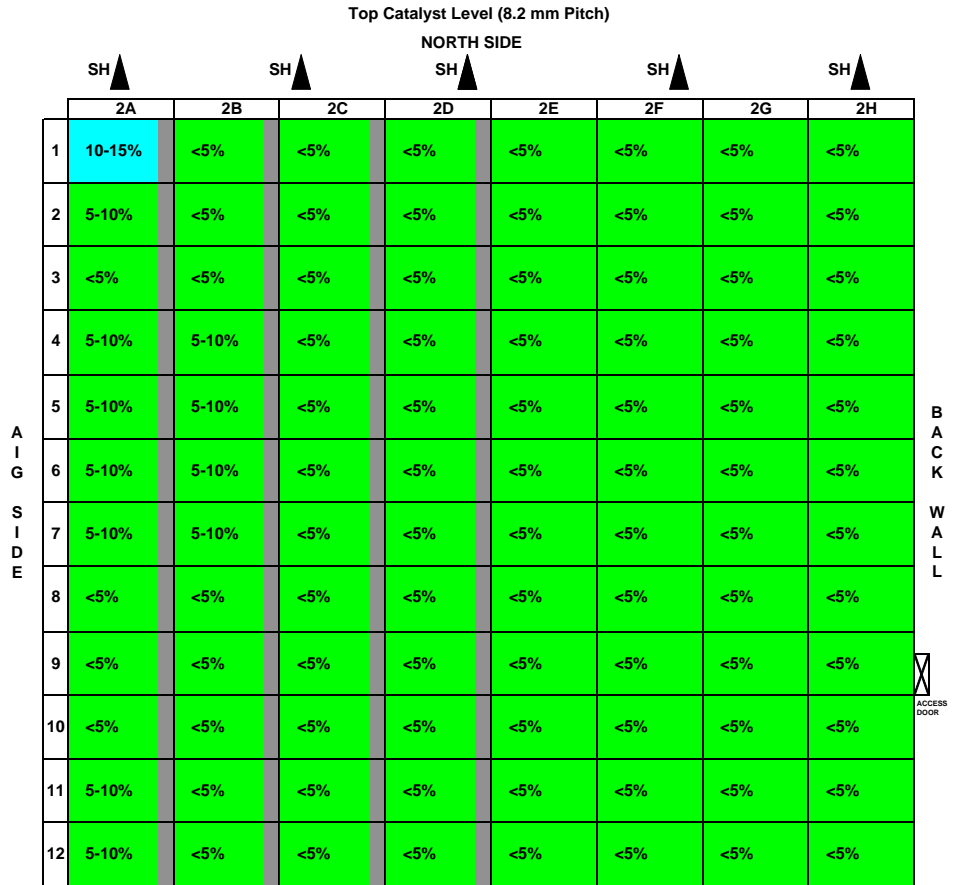 Top Catalyst Level (8.2 mm Pitch)
NORTH SIDE
SH SH SH SH SH
2A 2B 2C 2D 2E 2F 2G 2H
1 10-15% <5% <5% <5% <5% <5% <5% <5%
2 5-10% <5% <5% <5% <5% <5% <5% <5%
3 <5% <5% <5% <5% <5% <5% <5% <5%
4 5-10% 5-10% <5% <5% <5% <5% <5% <5%
5 5-10% 5-10% <5% <5% <5% <5% <5% <5%
6 5-10% 5-10% <5% <5% <5% <5% <5% <5%
7 5-10% 5-10% <5% <5% <5% <5% <5% <5%
8 <5% <5% <5% <5% <5% <5% <5% <5%
9 <5% <5% <5% <5% <5% <5% <5% <5%
10 <5% <5% <5% <5% <5% <5% <5% <5%
11 5-10% <5% <5% <5% <5% <5% <5% <5%
12 5-10% <5% <5% <5% <5% <5% <5% <5%
AIG SIDE
BACK WALL
ACCESS
DOOR